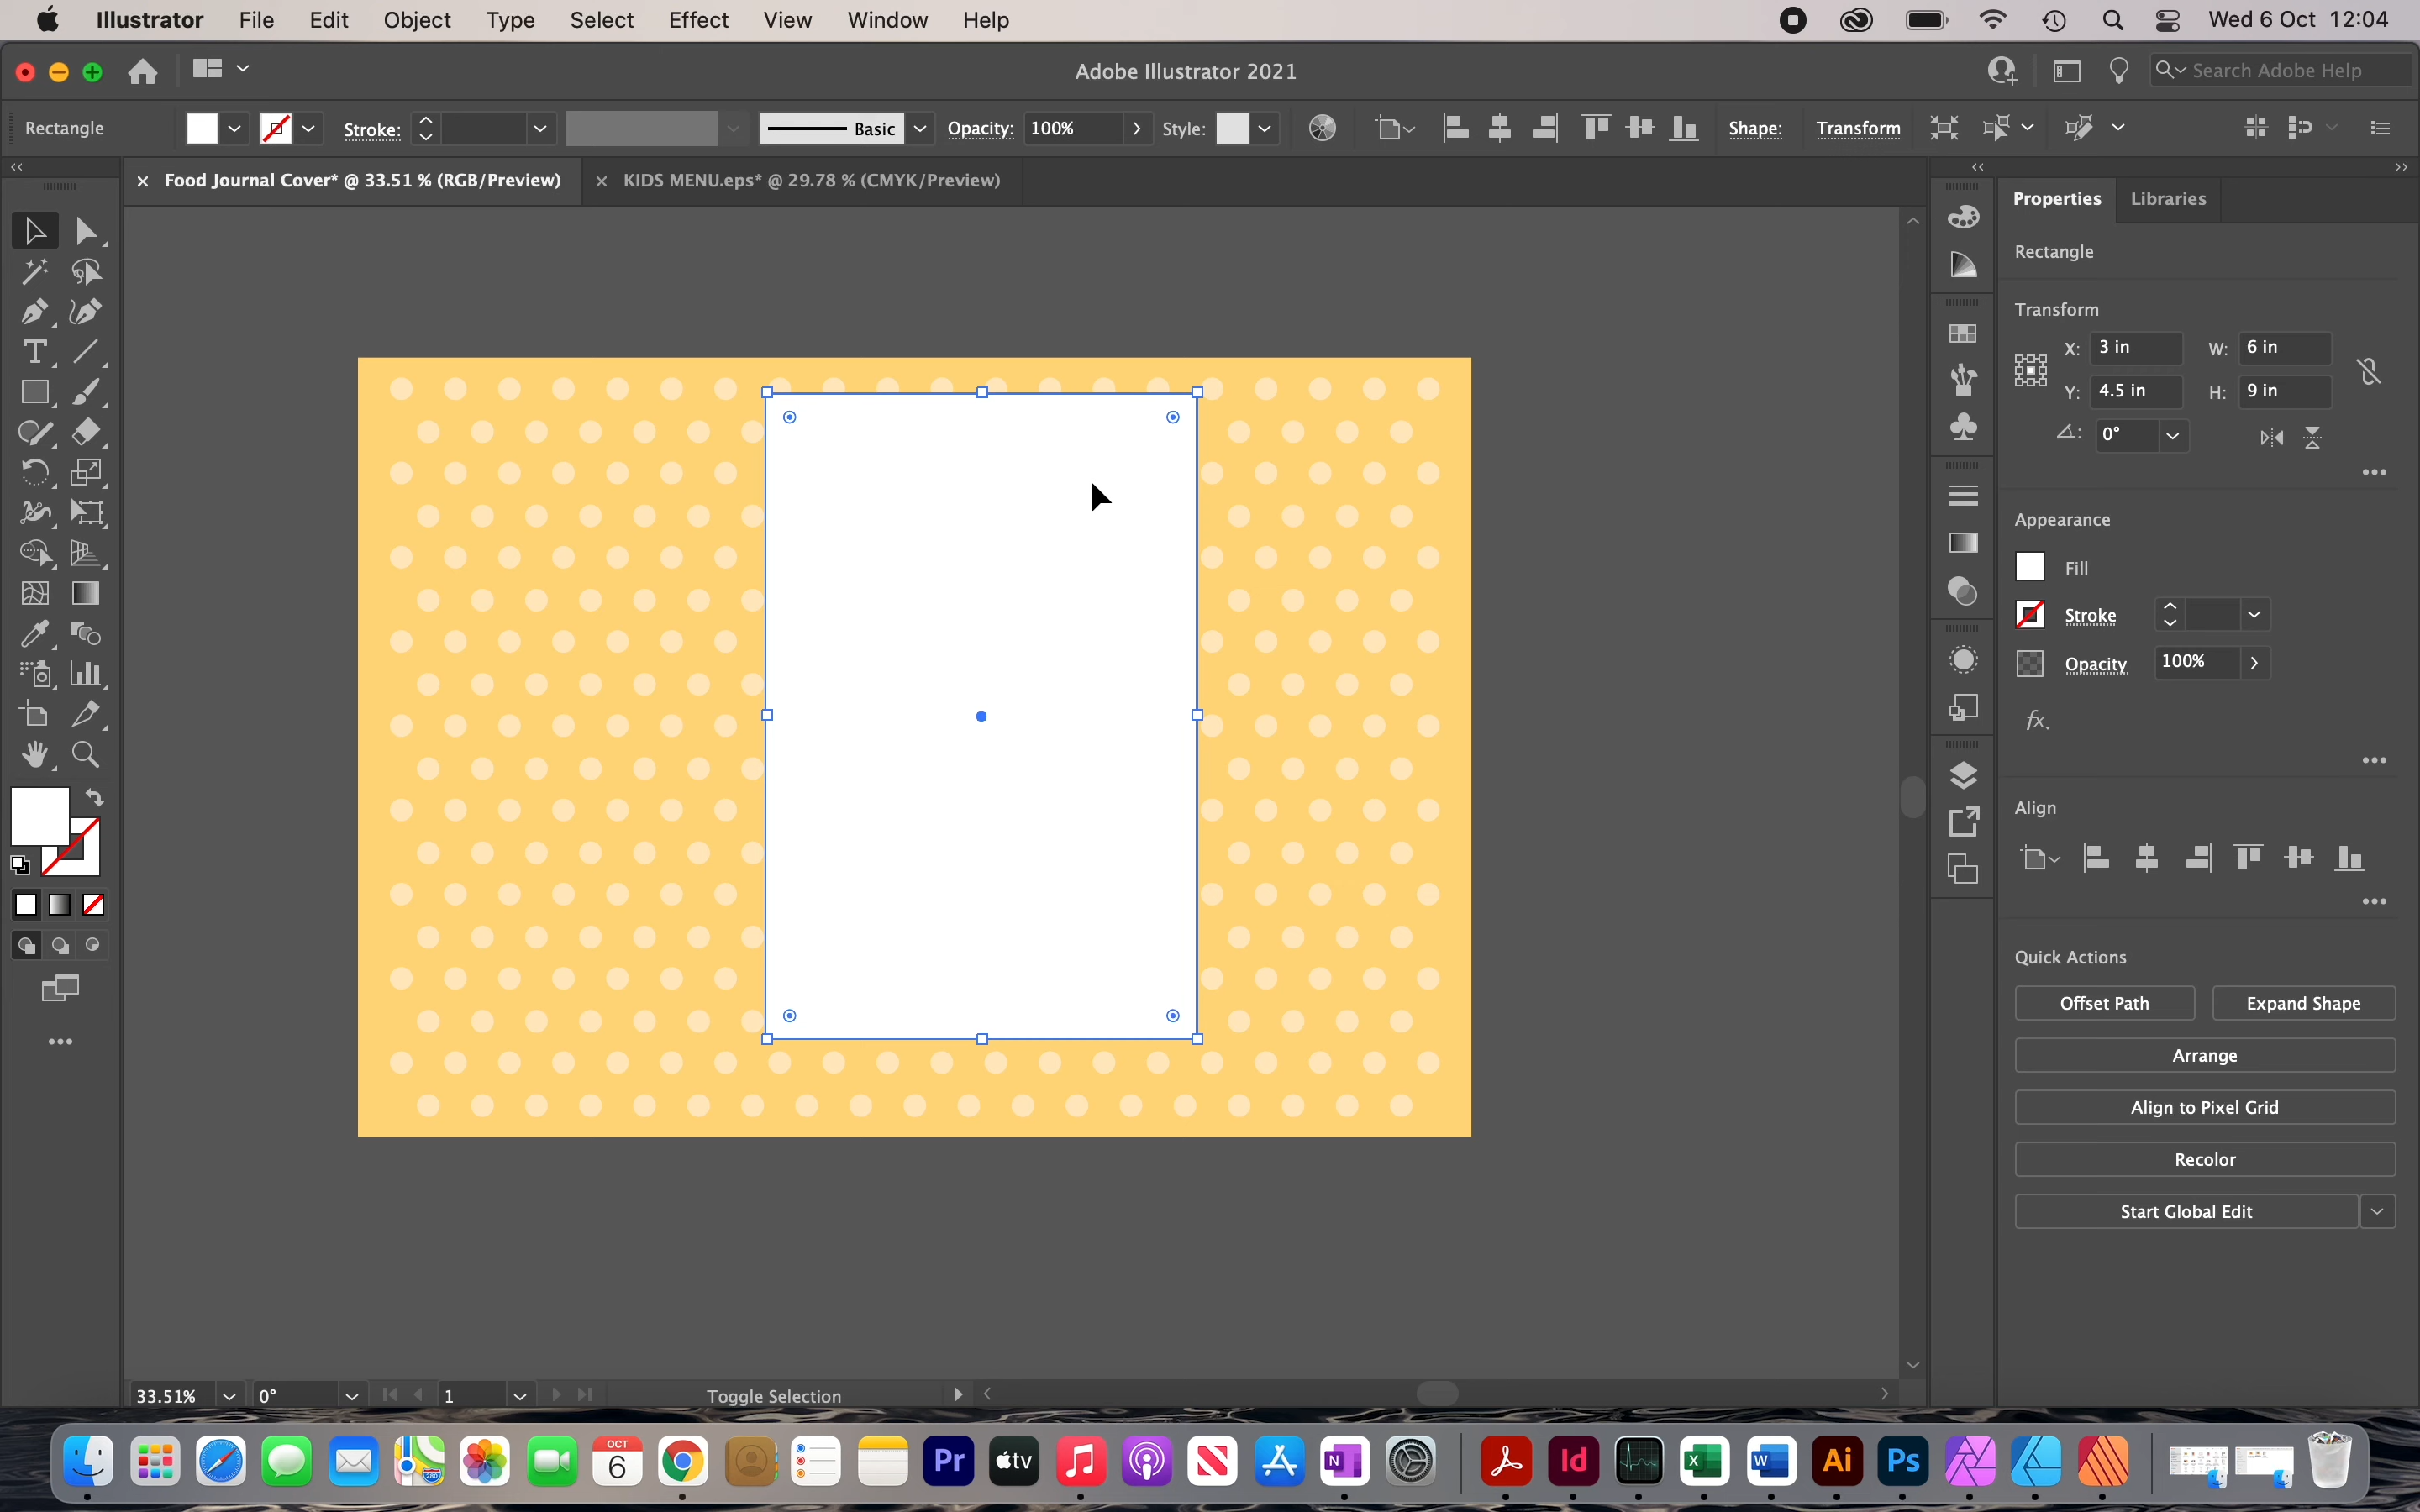 Illustrator File Edit Object Type Select Effect View Window Help Wed 6 Oct 12:04
Adobe Illustrator 2021 Search Adobe Help
Rectangle Stroke: Basic Opacity: 100% Style: Shape: Transform
Food Journal Cover* @ 33.51 % (RGB/Preview) KIDS MENU.eps* @ 29.78 % (CMYK/Preview)
Properties Libraries
Rectangle
Transform
X: 3 in W: 6 in
Y: 4.5 in H: 9 in
0°
Appearance
Fill
Stroke
Opacity 100%
fx.
Align
Quick Actions
Offset Path Expand Shape
Arrange
Align to Pixel Grid
Recolor
Start Global Edit
33.51% 0° 1 Toggle Selection
OCT
6
280
Pr
tv
N
Id
X
W
Ai
Ps